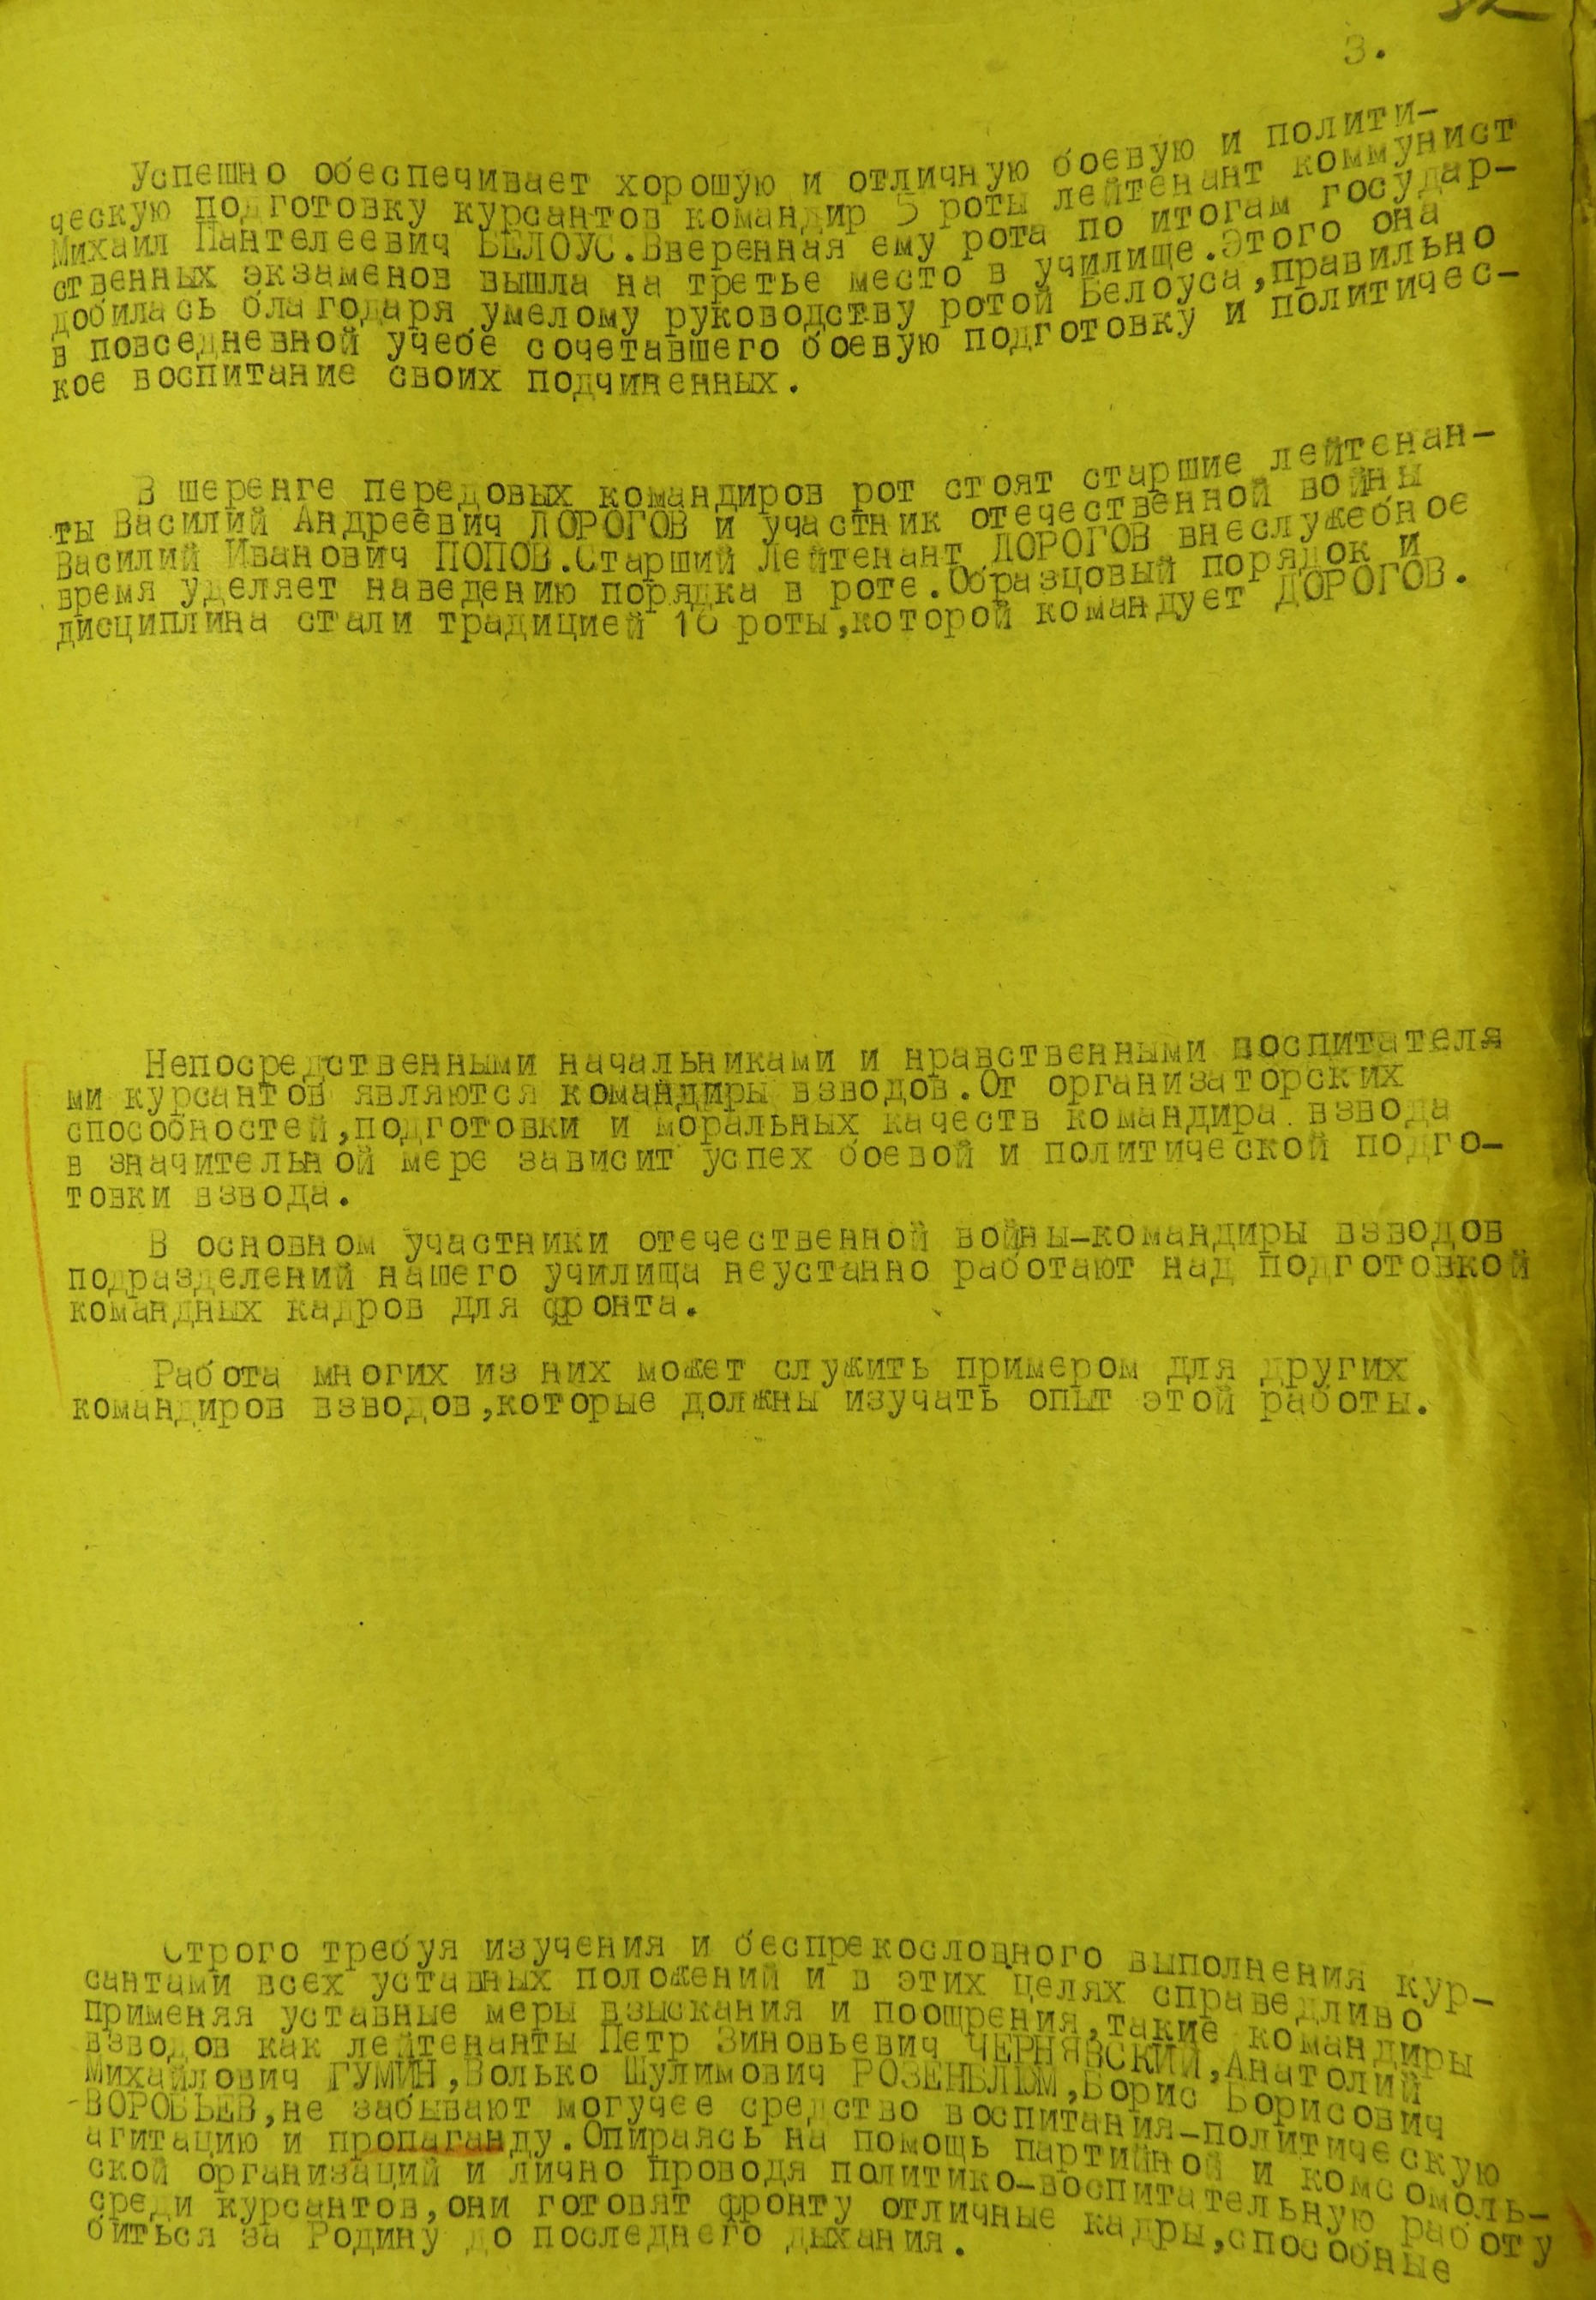 3.
Успешно обеспечивает хорошую и отличную боевую и полити-
ческую подготовку курсантов командир 5 роты лейтенант коммунист
Михаил Пантелеевич БЕЛОУС.Вверенная ему рота по итогам государ-
ственных экзаменов вышла на третье место в училище.Этого она
добилась благодаря умелому руководству ротой Белоуса,правильно
в повседневной учебе сочетавшего боевую подготовку и политичес-
кое воспитание своих подчиненных.
В шеренге передовых командиров рот стоят старшие лейтенан-
ты Василий Андреевич ДОРОГОВ и участник отечественной войны
Василий Иванович ПОПОВ.Старший лейтенант ДОРОГОВ внеслужебное
время уделяет наведению порядка в роте.Образцовый порядок и
дисциплина стали традицией 16 роты,которой командует ДОРОГОВ.
Непосредственными начальниками и нравственными воспитателя
ми курсантов являются командиры взводов.От организаторских
способностей,подготовки и моральных качеств командира взвода
в значительной мере зависит успех боевой и политической подго-
товки взвода.
В основном участники отечественной войны-командиры взводов
подразделений нашего училища неустанно работают над подготовкой
командных кадров для фронта.
Работа многих из них может служить примером для других
командиров взводов,которые должны изучать опыт этой работы.
Строго требуя изучения и беспрекословного выполнения кур-
сантами всех уставных положений и в этих целях справедливо
применяя уставные меры взыскания и поощрения,такие командиры
взводов как лейтенанты Петр Зиновьевич ЧЕРНЯВСКИЙ,Анатолий
Михайлович ГУМИН,Волько Шулимович РОЗЕНБЛЮМ,Борис Борисович
ВОРОБЬЕВ,не забывают могучее средство воспитания-политическую
агитацию и пропаганду.Опираясь на помощь партийной и комсомоль-
ской организаций и лично проводя политико-воспитательную работу
среди курсантов,они готовят фронту отличные кадры,способные
биться за Родину до последнего дыхания.